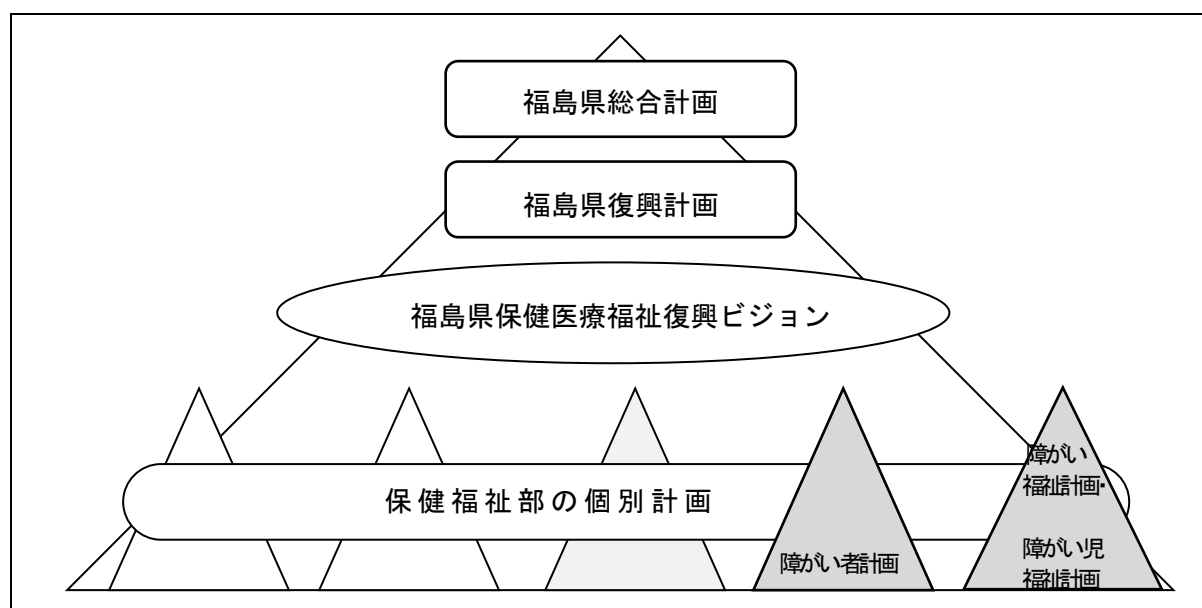 福島県総合計画
福島県復興計画
福島県保健医療福祉復興ビジョン
保健福祉部の個別計画
障がい者計画
障がい
福祉計画・
障がい児
福祉計画